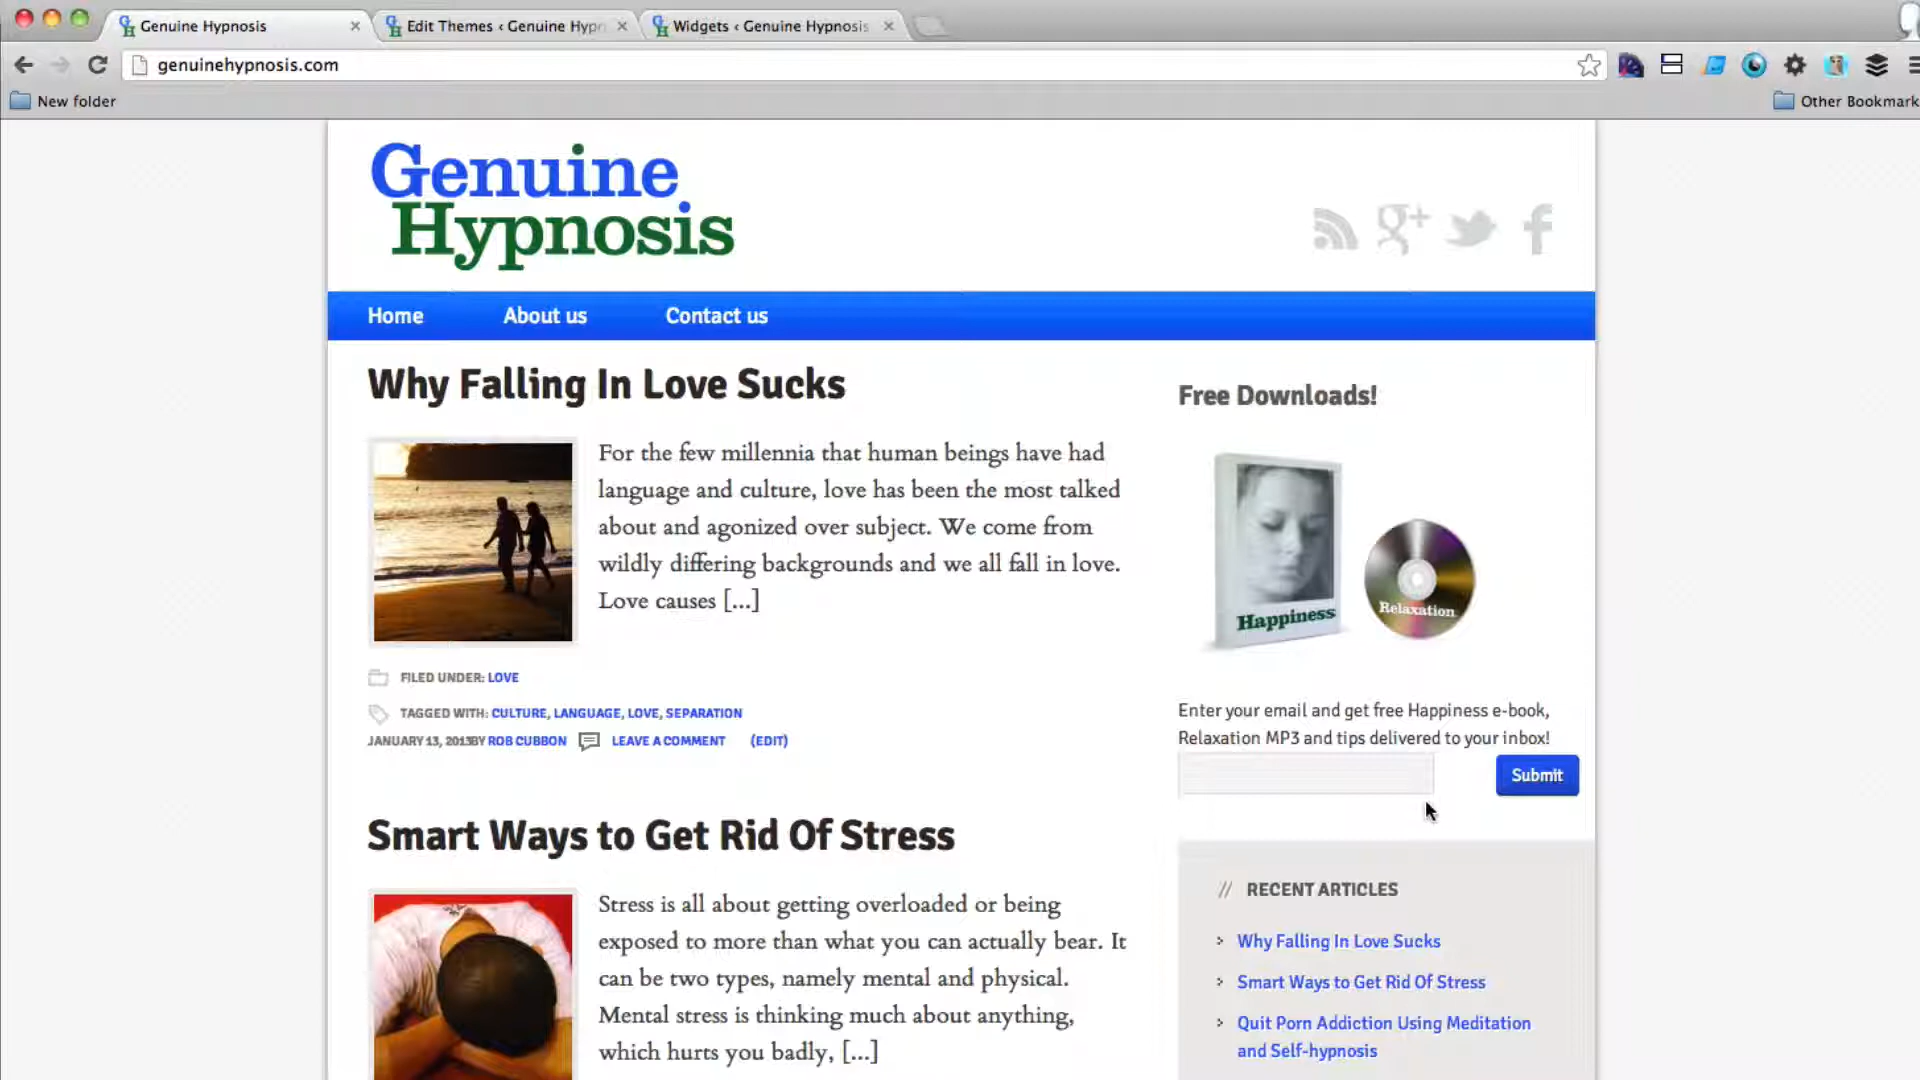 Genuine Hypnosis
Edit Themes ‹ Genuine Hypn
Widgets ‹ Genuine Hypnosis
genuinehypnosis.com
New folder
Other Bookmark
Genuine
Hypnosis
Home
About us
Contact us
Why Falling In Love Sucks
For the few millennia that human beings have had
language and culture, love has been the most talked
about and agonized over subject. We come from
wildly differing backgrounds and we all fall in love.
Love causes [...]
FILED UNDER: LOVE
TAGGED WITH: CULTURE, LANGUAGE, LOVE, SEPARATION
JANUARY 13, 2013BY ROB CUBBON LEAVE A COMMENT (EDIT)
Smart Ways to Get Rid Of Stress
Stress is all about getting overloaded or being
exposed to more than what you can actually bear. It
can be two types, namely mental and physical.
Mental stress is thinking much about anything,
which hurts you badly, [...]
Free Downloads!
Happiness
Relaxation
Enter your email and get free Happiness e-book,
Relaxation MP3 and tips delivered to your inbox!
Submit
// RECENT ARTICLES
Why Falling In Love Sucks
Smart Ways to Get Rid Of Stress
Quit Porn Addiction Using Meditation
and Self-hypnosis